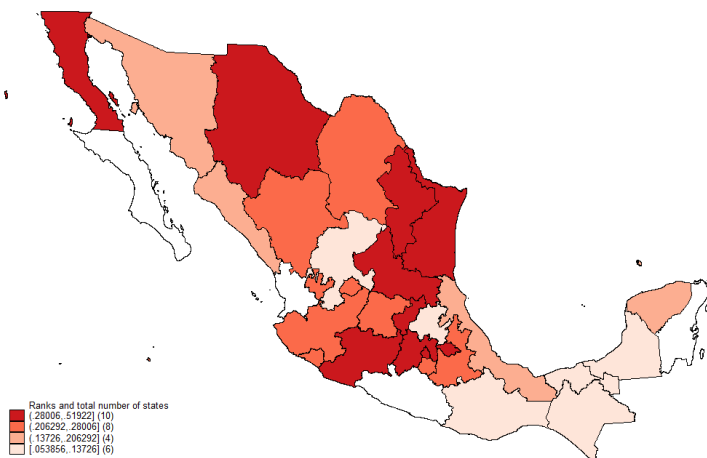 Ranks and total number of states
(.28006,.51922] (10)
(.206292,.28006] (8)
(.13726,.206292] (4)
[.053856,.13726] (6)